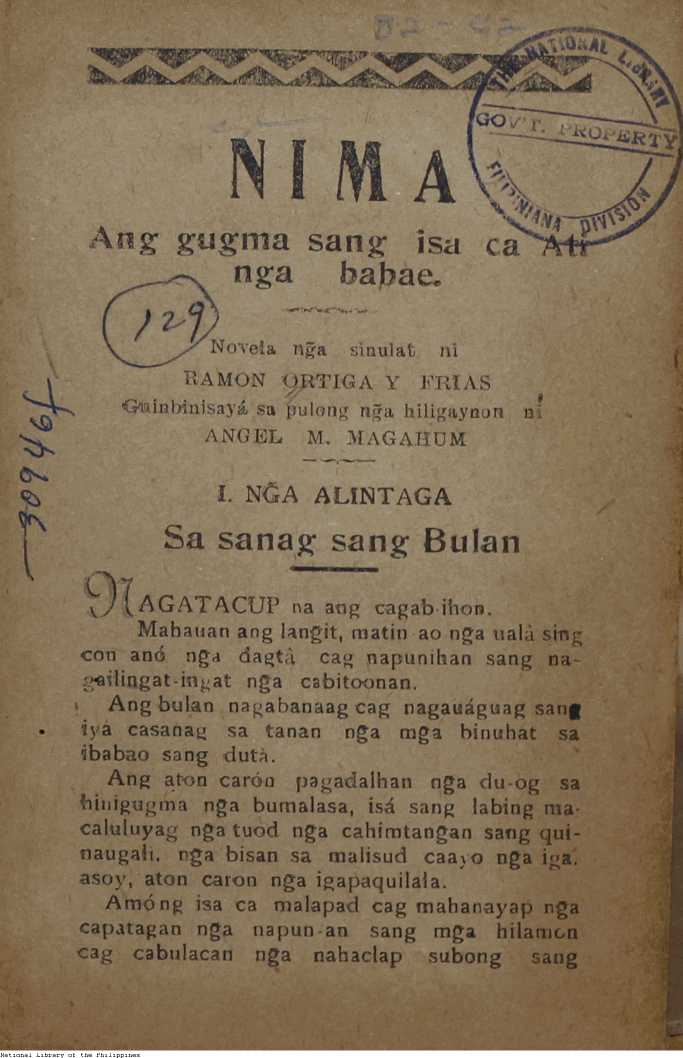 THE NATIONAL LIBRARY
GOV'T. PROPERTY
FILIPINIANA DIVISION
NIMA
Ang gugma sang isa ca Ati
nga babae.
129
Novela ng̃a sinulat ni
RAMON ORTIGA Y FRIAS
Guinbinisayá sa pulong ng̃a hiligaynon ni
ANGEL M. MAGAHUM
I. NG̃A ALINTAGA
Sa sanag sang Bulan
NAGATACUP na ang cagab-ihon.
Mahauan ang langit, matin-ao nga ualà sing
con anó nga dagtâ cag napunihan sang na-
gailingat-ingat nga cabitoonan.
Ang bulan nagabanaag cag nagauáguag sang
iya casanag sa tanan nga mga binuhat sa
ibabao sang dutà.
Ang aton carón pagadalhan nga du-og sa
hinigugma nga bumalasa, isá sang labing ma-
caluluyag nga tuod nga cahimtangan sang qui-
naugali, nga bisan sa malisud caayo nga iga.
asoy, aton caron nga igapaquilala.
Amóng isa ca malapad cag mahanayap nga
capatagan nga napun-an sang mga hilamon
cag cabulacan nga nahaclap subong sang
National Library of the Philippines